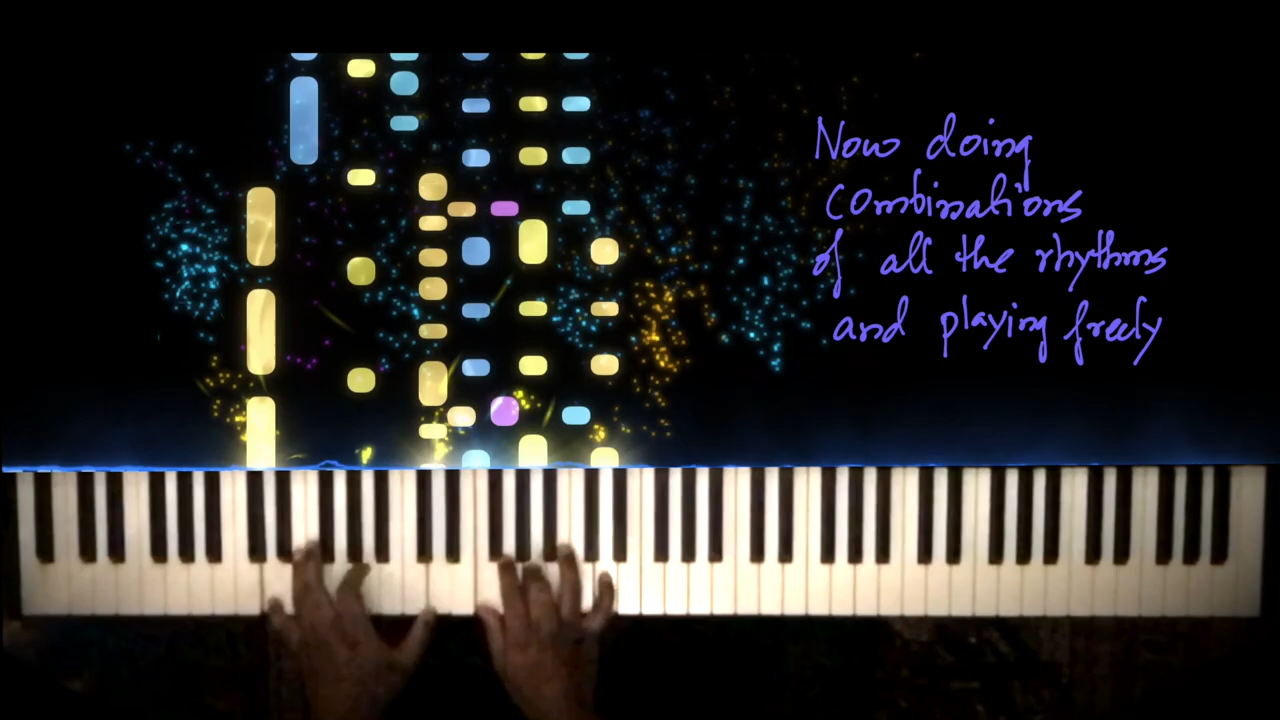 Now doing
combinations
of all the rhythms
and playing freely